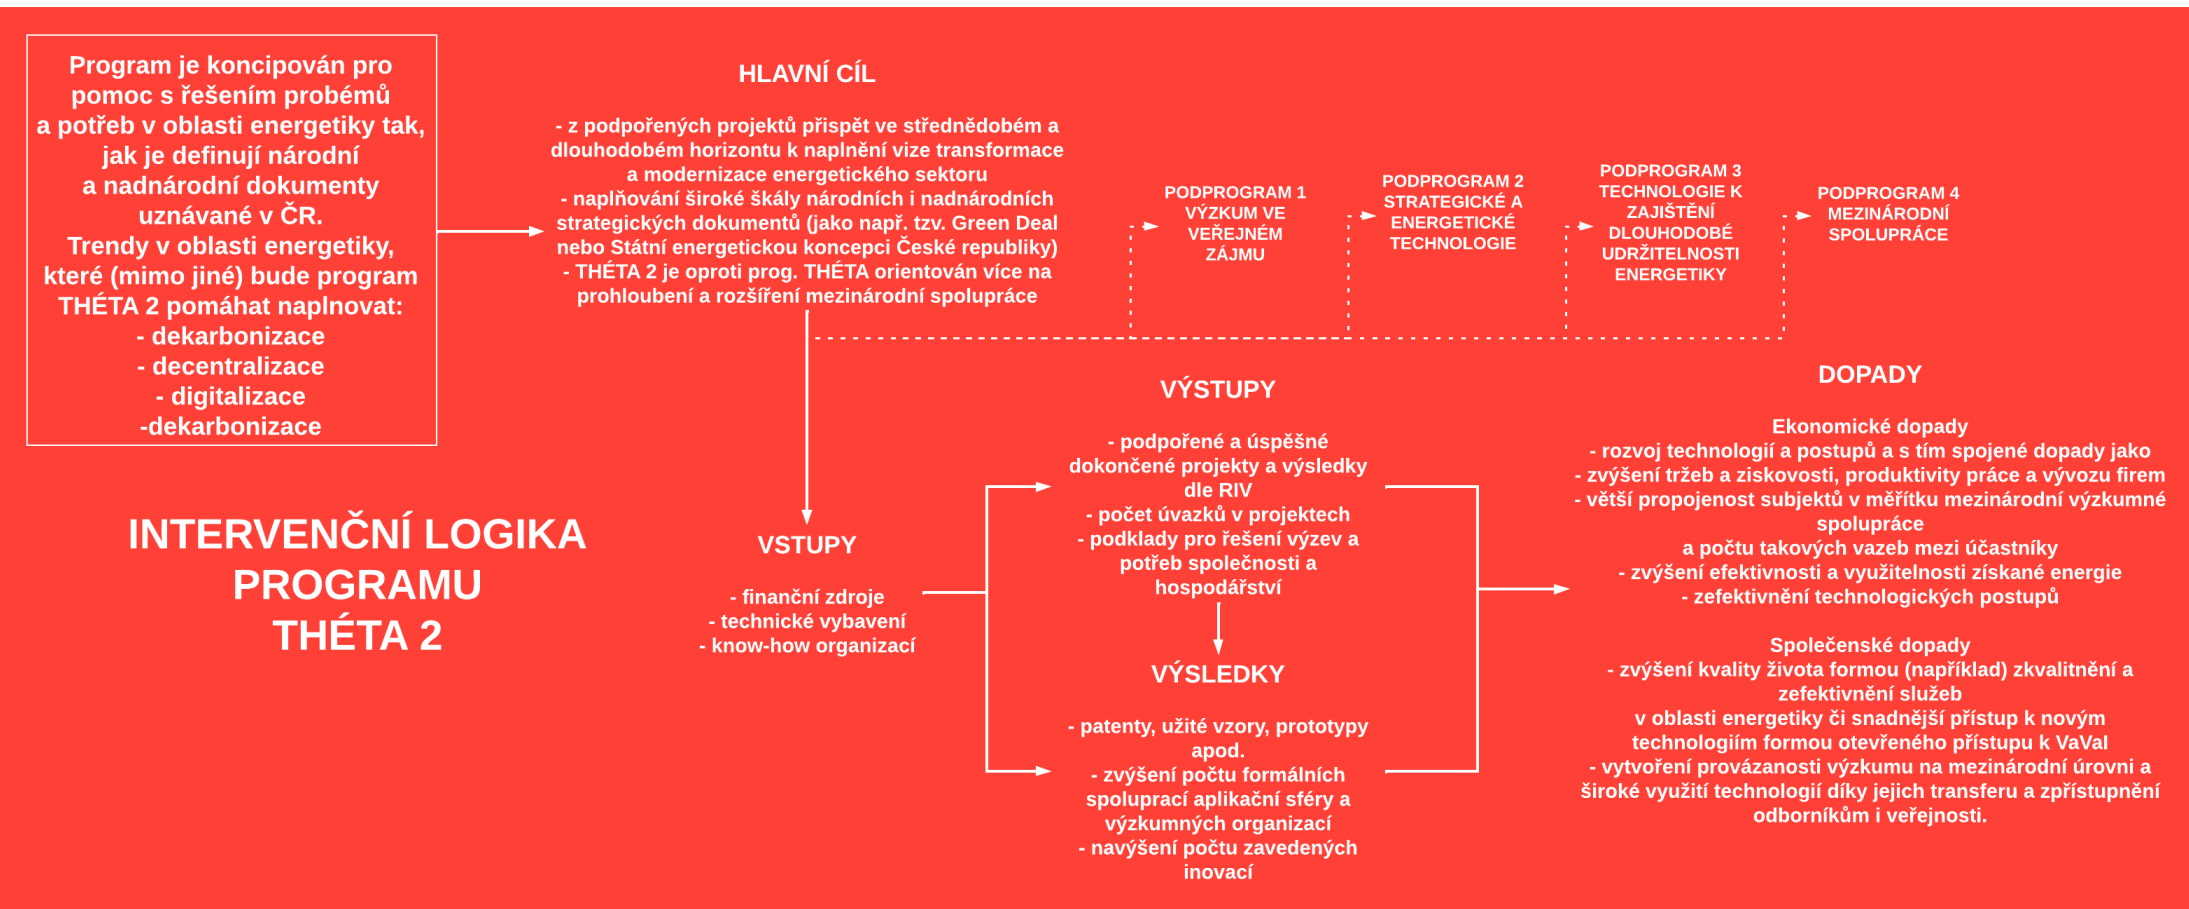 Program je koncipován pro
pomoc s řešením probémů
a potřeb v oblasti energetiky tak,
jak je definují národní
a nadnárodní dokumenty
uznávané v ČR.
Trendy v oblasti energetiky,
které (mimo jiné) bude program
THÉTA 2 pomáhat naplnovat:
- dekarbonizace
- decentralizace
- digitalizace
-dekarbonizace
INTERVENČNÍ LOGIKA
PROGRAMU
THÉTA 2
HLAVNÍ CÍL
- z podpořených projektů přispět ve střednědobém a
dlouhodobém horizontu k naplnění vize transformace
a modernizace energetického sektoru
- naplňování široké škály národních i nadnárodních
strategických dokumentů (jako např. tzv. Green Deal
nebo Státní energetickou koncepci České republiky)
- THÉTA 2 je oproti prog. THÉTA orientován více na
prohloubení a rozšíření mezinárodní spolupráce
PODPROGRAM 1
VÝZKUM VE
VEŘEJNÉM
ZÁJMU
PODPROGRAM 2
STRATEGICKÉ A
ENERGETICKÉ
TECHNOLOGIE
PODPROGRAM 3
TECHNOLOGIE K
ZAJIŠTĚNÍ
DLOUHODOBÉ
UDRŽITELNOSTI
ENERGETIKY
PODPROGRAM 4
MEZINÁRODNÍ
SPOLUPRÁCE
VSTUPY
- finanční zdroje
- technické vybavení
- know-how organizací
VÝSTUPY
- podpořené a úspěšné
dokončené projekty a výsledky
dle RIV
- počet úvazků v projektech
- podklady pro řešení výzev a
potřeb společnosti a
hospodářství
VÝSLEDKY
- patenty, užité vzory, prototypy
apod.
- zvýšení počtu formálních
spoluprací aplikační sféry a
výzkumných organizací
- navýšení počtu zavedených
inovací
DOPADY
Ekonomické dopady
- rozvoj technologií a postupů a s tím spojené dopady jako
- zvýšení tržeb a ziskovosti, produktivity práce a vývozu firem
- větší propojenost subjektů v měřítku mezinárodní výzkumné
spolupráce
a počtu takových vazeb mezi účastníky
- zvýšení efektivnosti a využitelnosti získané energie
- zefektivnění technologických postupů
Společenské dopady
- zvýšení kvality života formou (například) zkvalitnění a
zefektivnění služeb
v oblasti energetiky či snadnější přístup k novým
technologiím formou otevřeného přístupu k VaVaI
- vytvoření provázanosti výzkumu na mezinárodní úrovni a
široké využití technologií díky jejich transferu a zpřístupnění
odborníkům i veřejnosti.